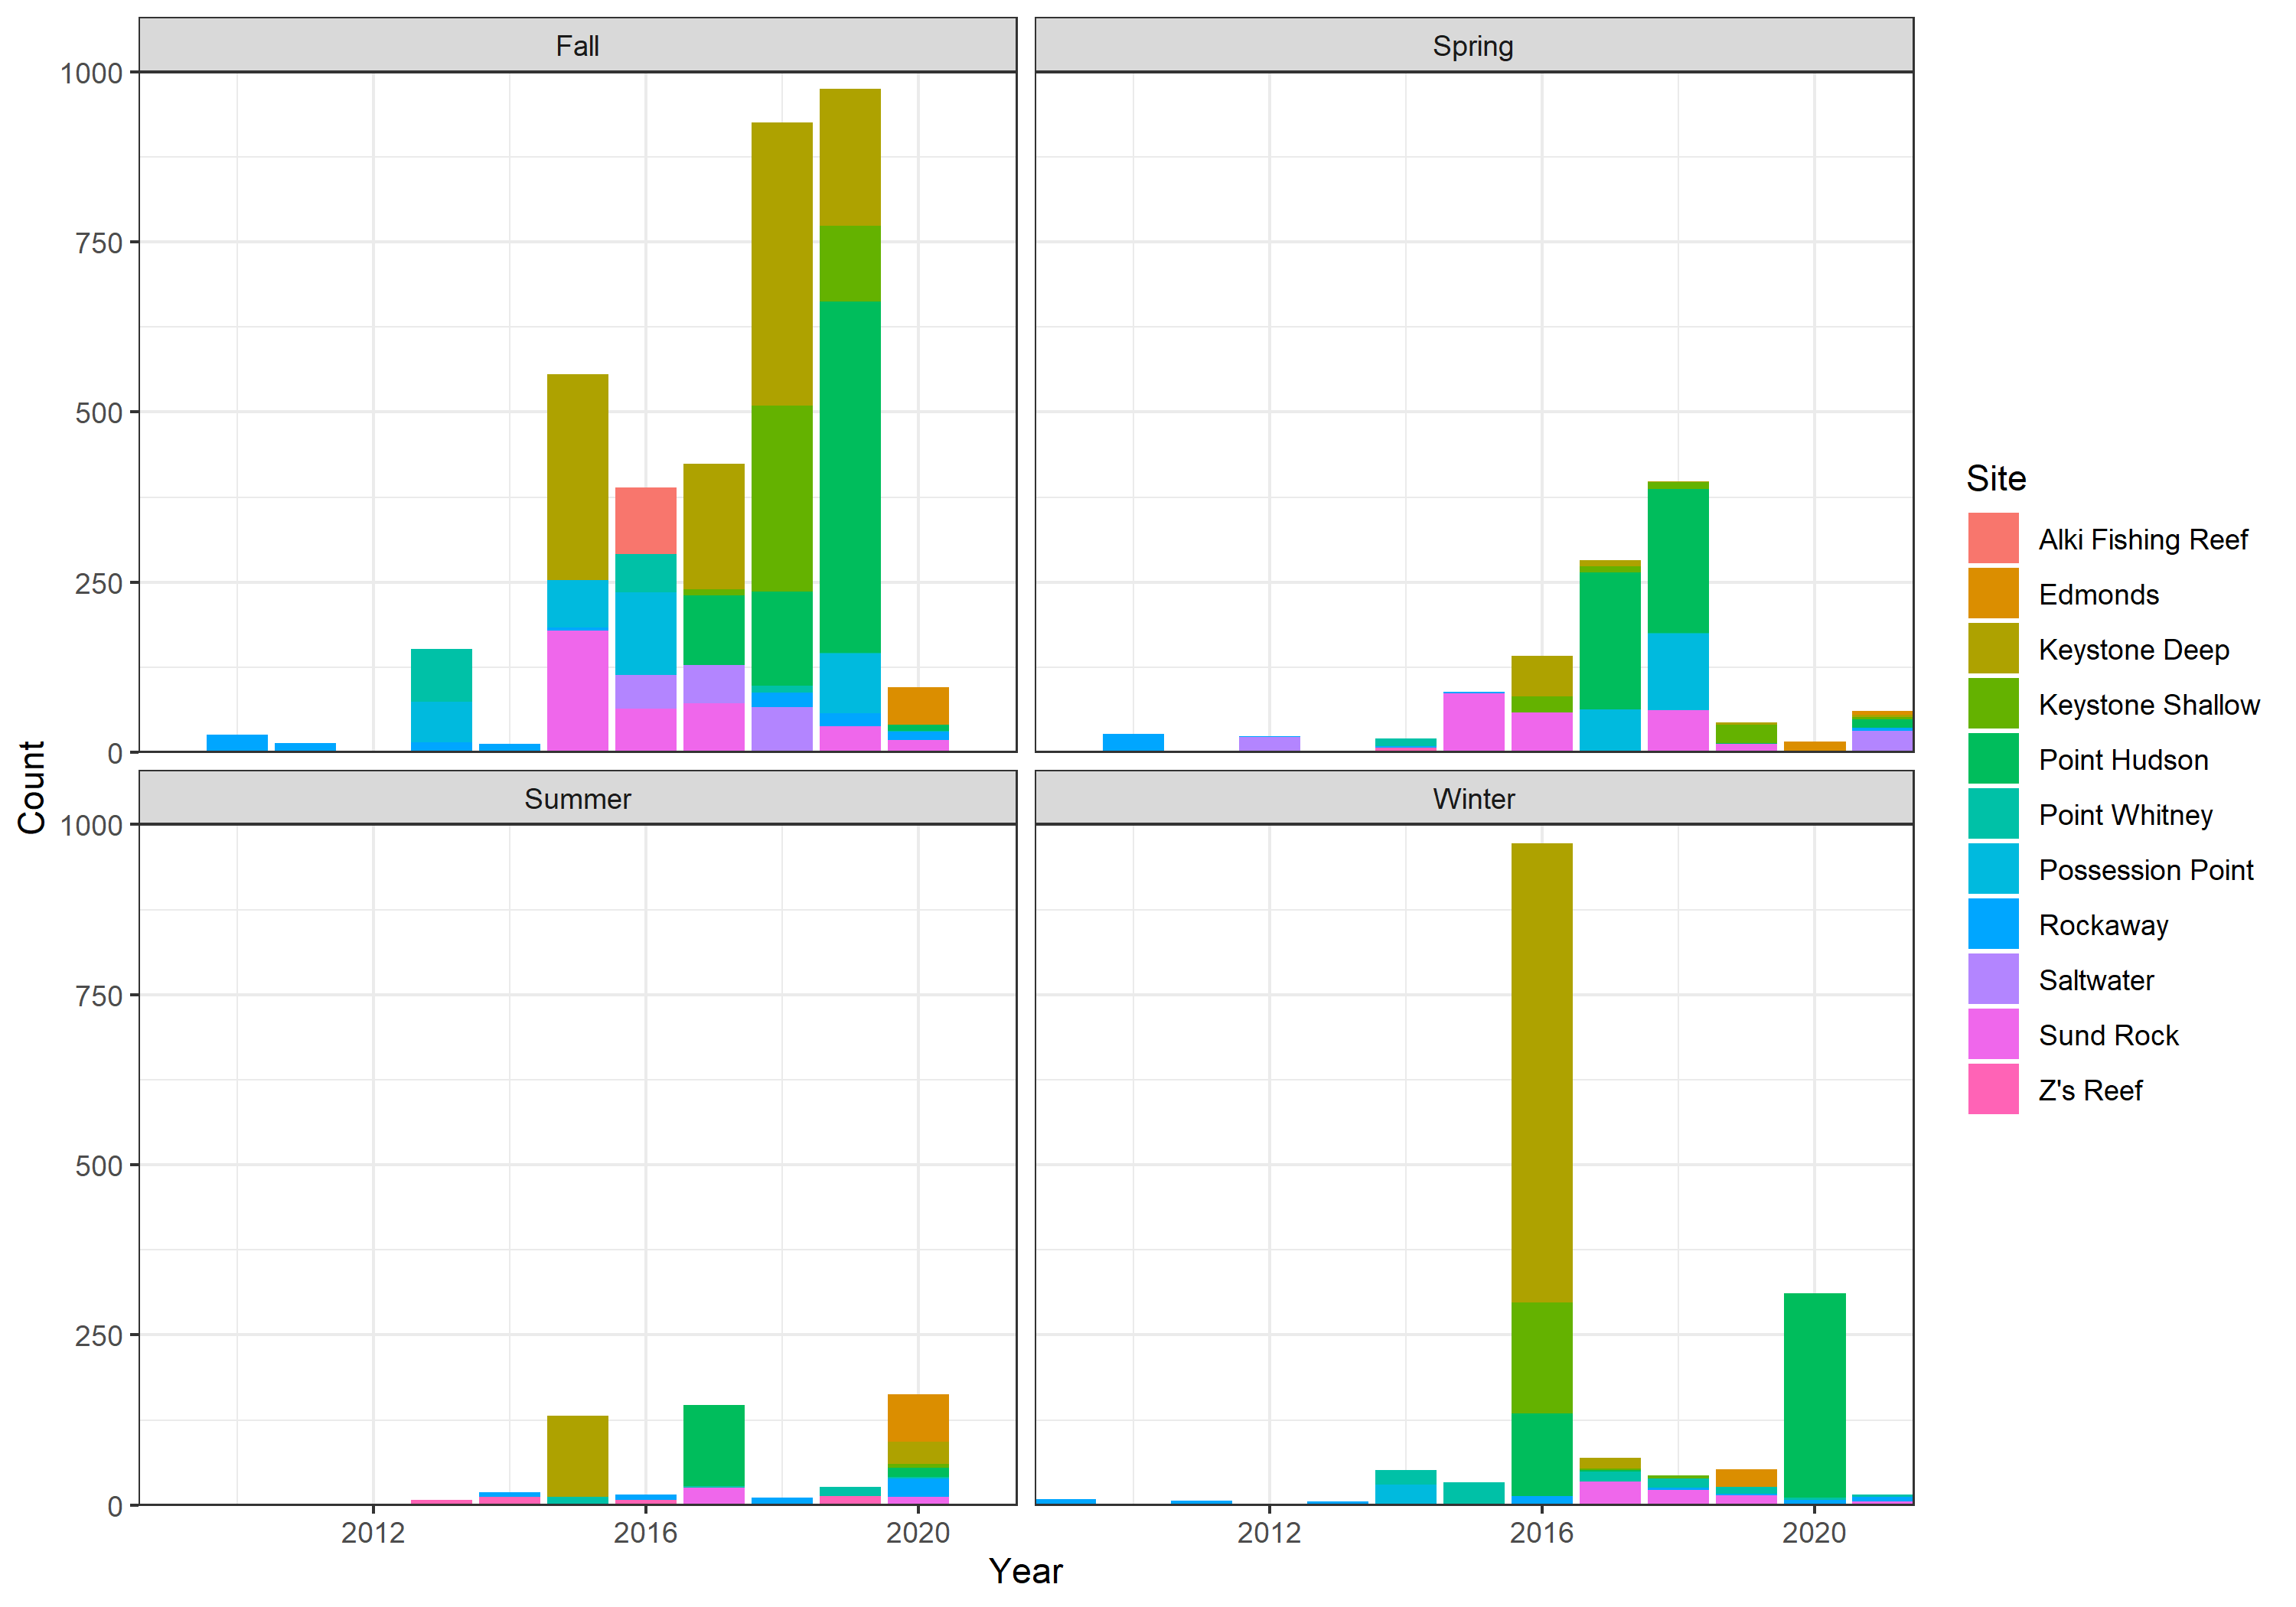 Fall
Spring
1000
750
500
250
0
Summer
Winter
1000
750
500
250
0
2012
2016
2020
2012
2016
2020
Year
Count
Site
Alki Fishing Reef
Edmonds
Keystone Deep
Keystone Shallow
Point Hudson
Point Whitney
Possession Point
Rockaway
Saltwater
Sund Rock
Z's Reef